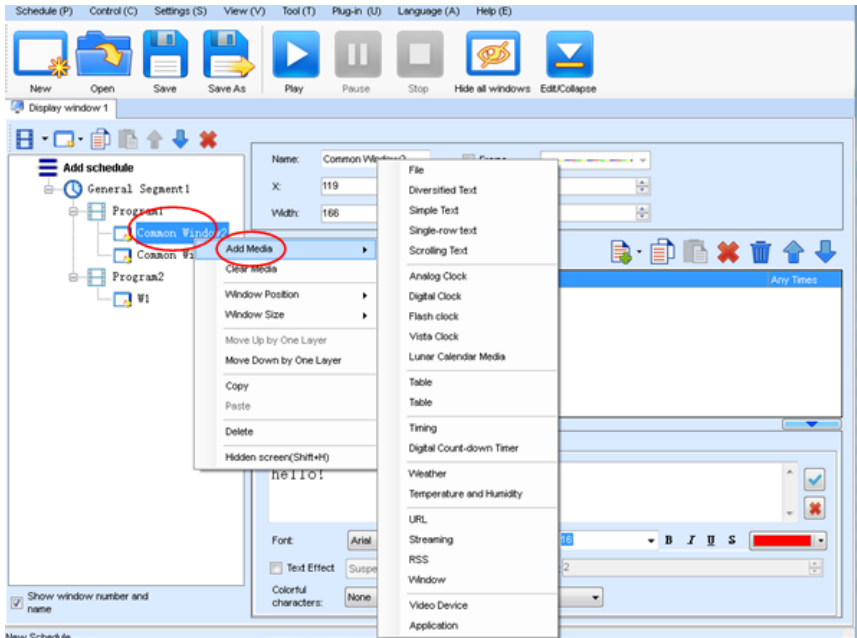 Schedule (P) Control (C) Settings (S) View (V) Tool (T) Plug-in (U) Language (A) Help (E)
New Open Save Save As Play Pause Stop Hide all windows Edit/Collapse
Display window 1
Add schedule
General Segment1
Program1
Common Window2
Common Wi
Program2
W1
Show window number and
name
New Schedule
Name: Common Window2 Frame
X: 119
Width: 166
Any Times
Add Media
Clear Media
Window Position
Window Size
Move Up by One Layer
Move Down by One Layer
Copy
Paste
Delete
Hidden screen(Shift+H)
File
Diversified Text
Simple Text
Single-row text
Scrolling Text
Analog Clock
Digital Clock
Flash clock
Vista Clock
Lunar Calendar Media
Table
Table
Timing
Digital Count-down Timer
Weather
Temperature and Humidity
URL
Streaming
RSS
Window
Video Device
Application
hello!
Font: Arial 16 B I U S
Text Effect Suspe 2
Colorful
characters: None